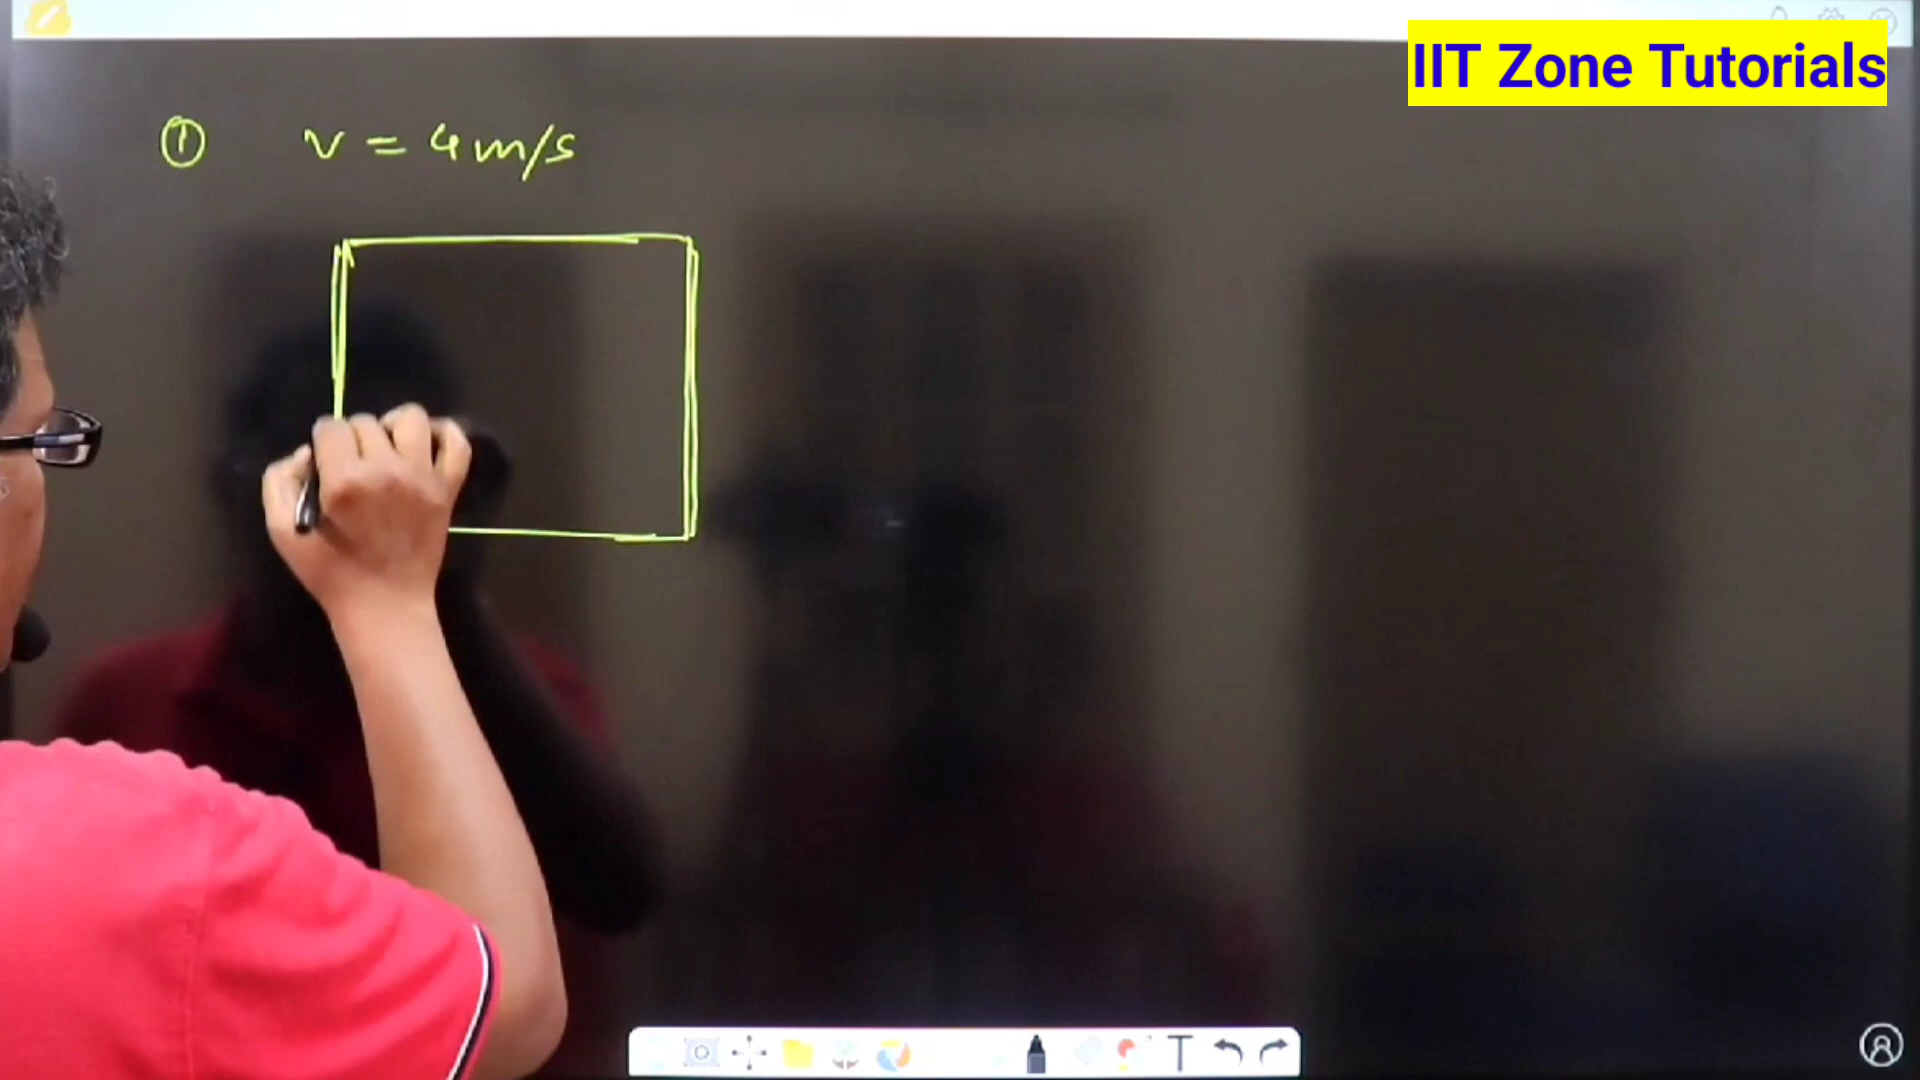 IIT Zone Tutorials
① v = 4 m/s
T